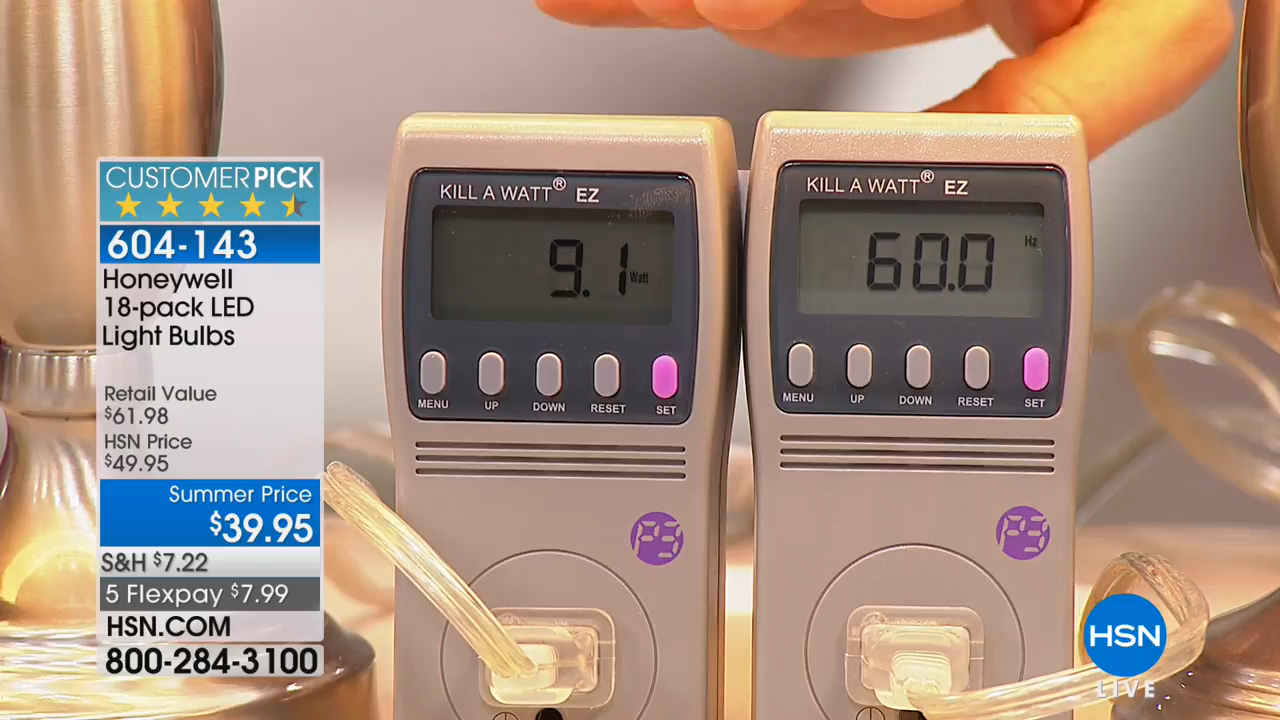 CUSTOMER PICK
604-143
Honeywell
18-pack LED
Light Bulbs
Retail Value
$61.98
HSN Price
$49.95
Summer Price
$39.95
S&H $7.22
5 Flexpay $7.99
HSN.COM
800-284-3100
KILL A WATT® EZ
9.1 Watt
MENU UP DOWN RESET SET
P3
KILL A WATT® EZ
60.0 Hz
MENU UP DOWN RESET SET
P3
HSN
LIVE